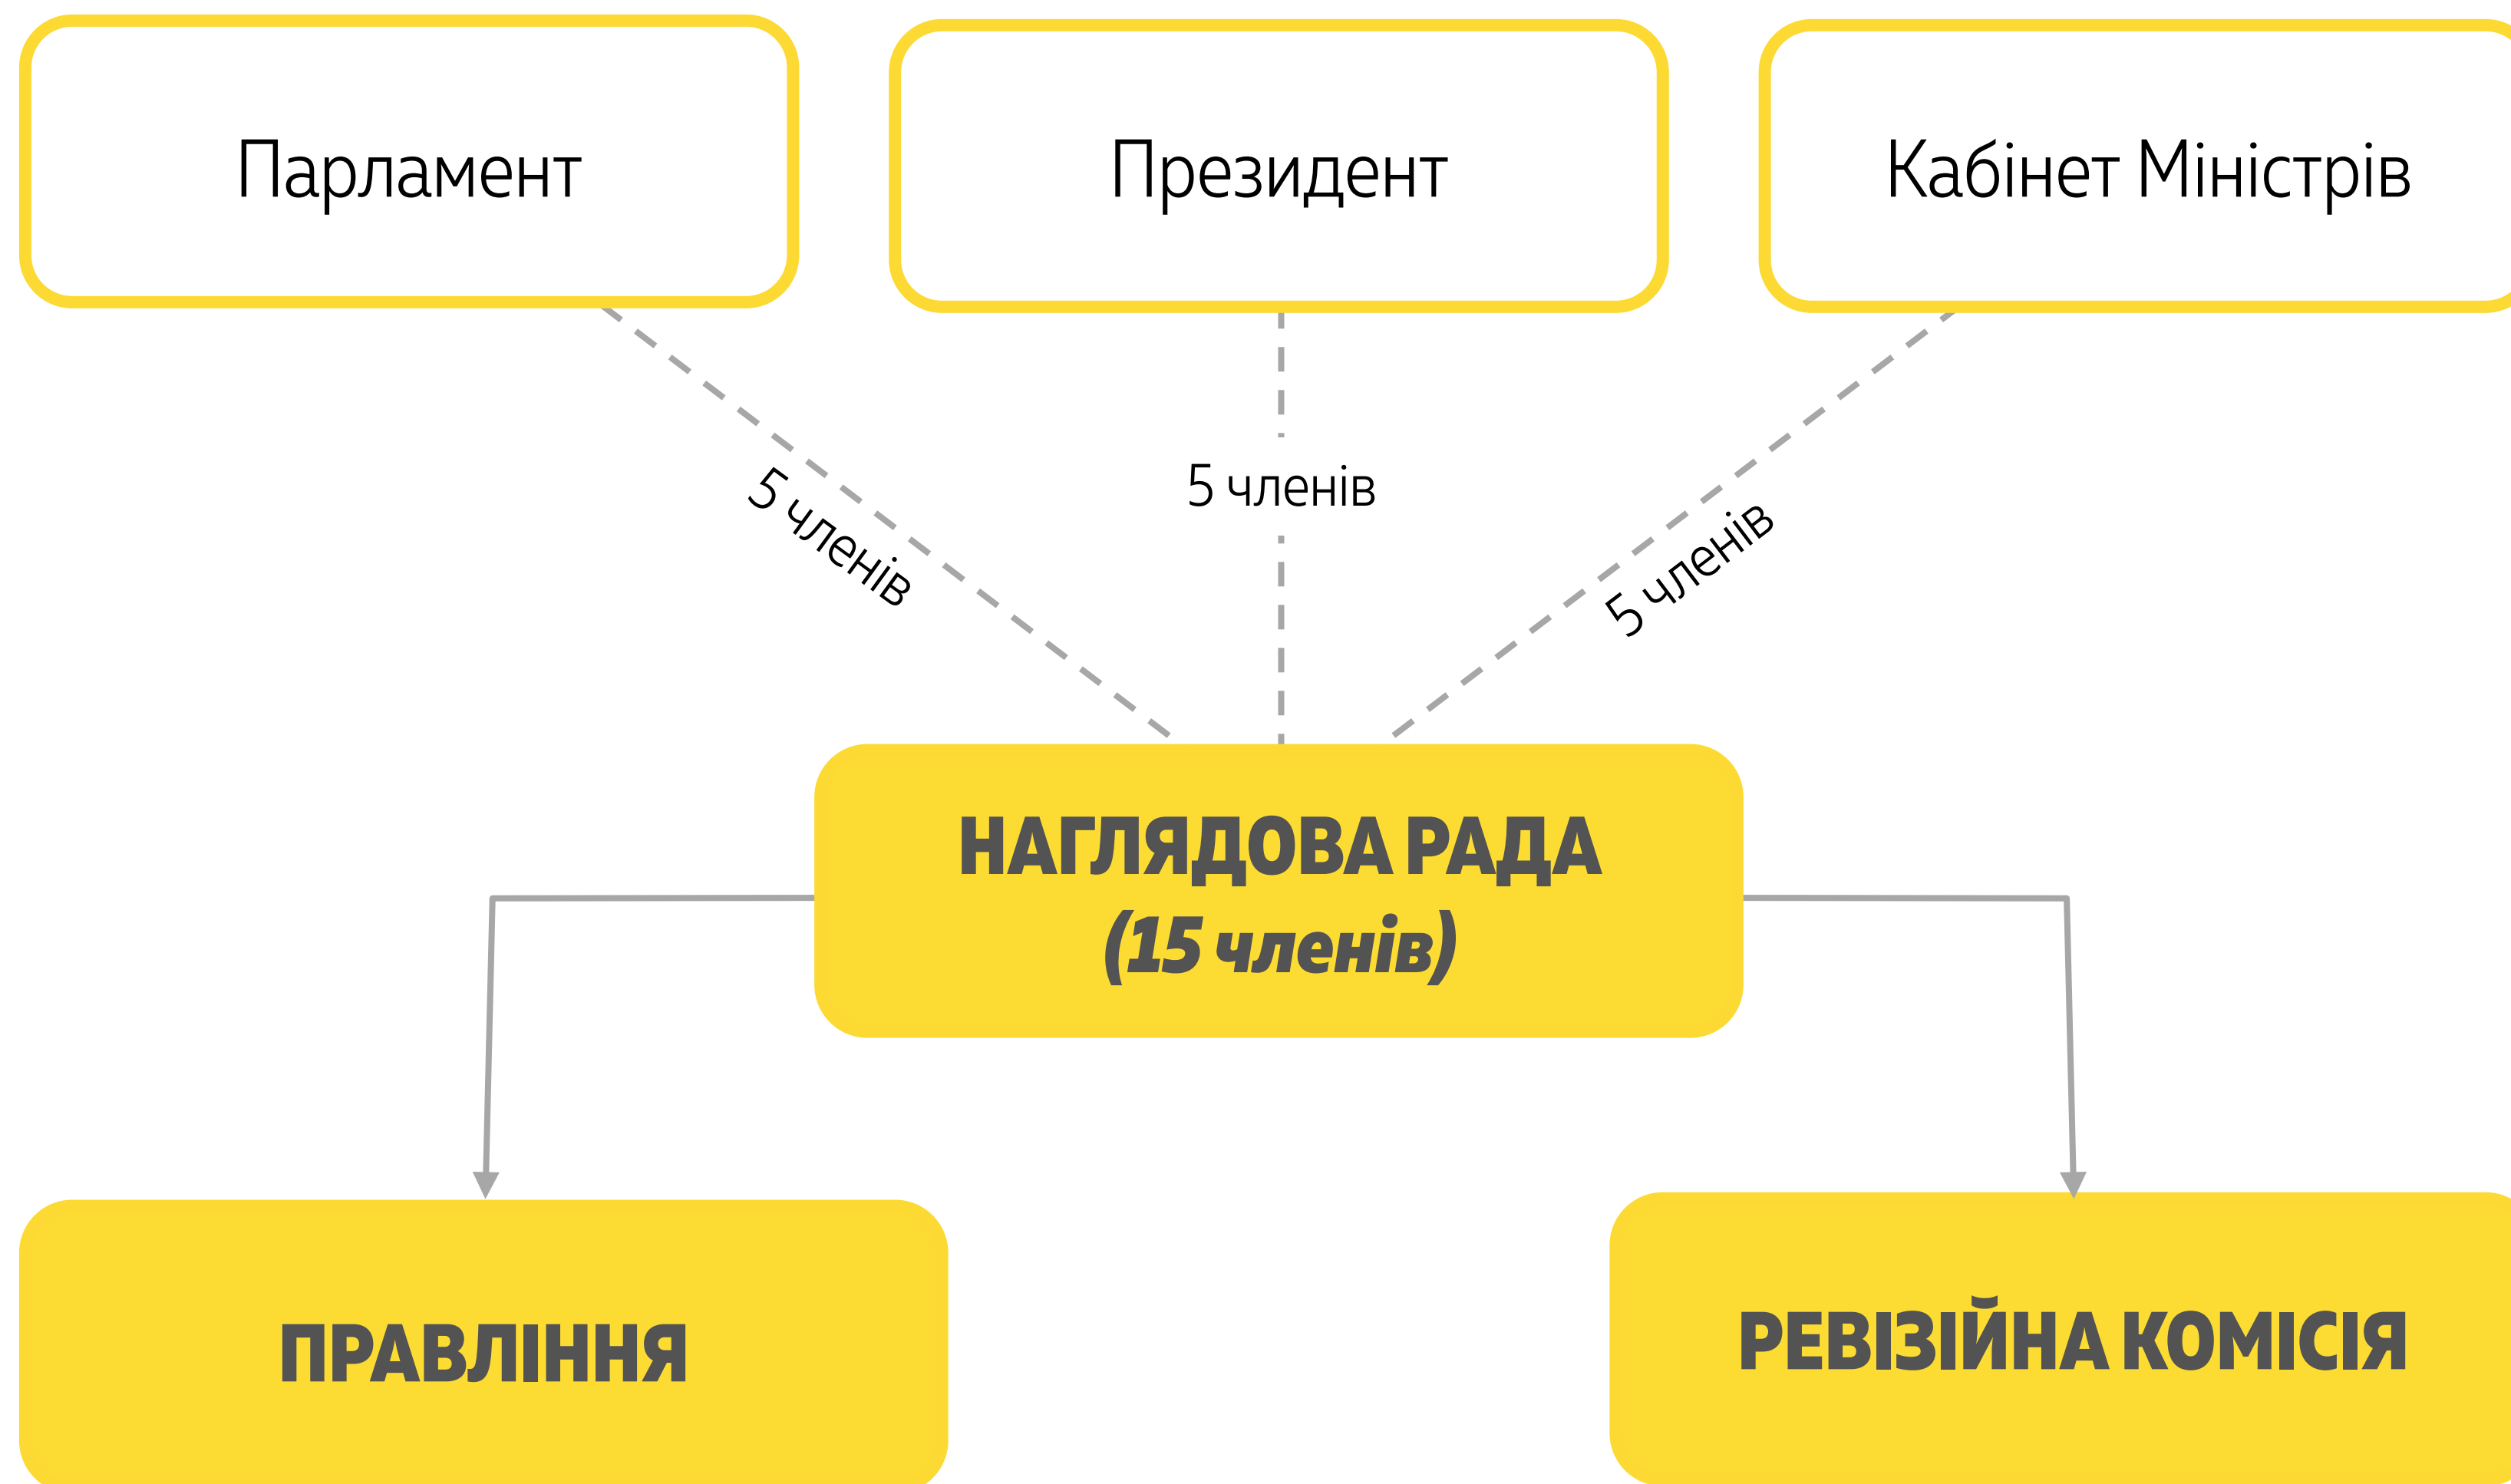 Парламент
Президент
Кабінет Міністрів
5 членів
5 членів
5 членів
НАГЛЯДОВА РАДА
(15 членів)
ПРАВЛІННЯ
РЕВІЗІЙНА КОМІСІЯ